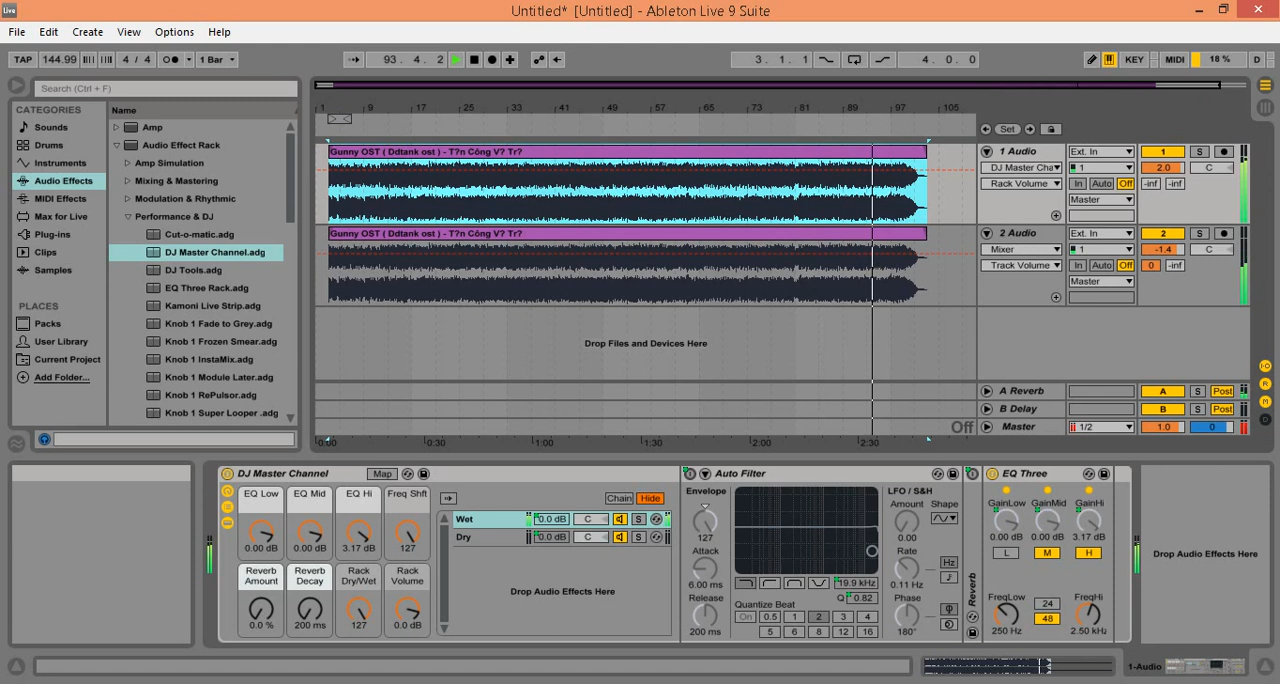 Live
Untitled* [Untitled] - Ableton Live 9 Suite
File Edit Create View Options Help
TAP 144.99 4 / 4 1 Bar 93. 4. 2 3. 1. 1 4. 0. 0 KEY MIDI 18 % D
Search (Ctrl + F)
CATEGORIES
Sounds
Drums
Instruments
Audio Effects
MIDI Effects
Max for Live
Plug-ins
Clips
Samples
PLACES
Packs
User Library
Current Project
Add Folder...
Name
Amp
Audio Effect Rack
Amp Simulation
Mixing & Mastering
Modulation & Rhythmic
Performance & DJ
Cut-o-matic.adg
DJ Master Channel.adg
DJ Tools.adg
EQ Three Rack.adg
Kamoni Live Strip.adg
Knob 1 Fade to Grey.adg
Knob 1 Frozen Smear.adg
Knob 1 InstaMix.adg
Knob 1 Module Later.adg
Knob 1 RePulsor.adg
Knob 1 Super Looper .adg
1 9 17 25 33 41 49 57 65 73 81 89 97 105
Set
Gunny OST ( Ddtank ost ) - T?n Công V? Tr?
1 Audio Ext. In 1 S
DJ Master Cha 1 2.0 C
Rack Volume In Auto Off -inf -inf
Master
Gunny OST ( Ddtank ost ) - T?n Công V? Tr?
2 Audio Ext. In 2 S
Mixer 1 -1.4 C
Track Volume In Auto Off 0 -inf
Master
Drop Files and Devices Here
A Reverb A S Post
B Delay B S Post
Off Master 1/2 1.0 0
0:00 0:30 1:00 1:30 2:00 2:30
DJ Master Channel Map
EQ Low EQ Mid EQ Hi Freq Shft
0.00 dB 0.00 dB 3.17 dB 127
Reverb Amount Reverb Decay Rack Dry/Wet Rack Volume
0.0 % 200 ms 127 0.0 dB
Chain Hide
Wet 0.0 dB C S
Dry 0.0 dB C S
Drop Audio Effects Here
Auto Filter
Envelope
127
Attack
6.00 ms
Release
200 ms
19.9 kHz
Q 0.82
Quantize Beat
On 0.5 1 2 3 4
5 6 8 12 16
LFO / S&H
Amount Shape
0.00
Rate Hz
0.11 Hz
Phase
180°
Reverb
EQ Three
GainLow GainMid GainHi
0.00 dB 0.00 dB 3.17 dB
L M H
FreqLow FreqHi
24
48
250 Hz 2.50 kHz
Drop Audio Effects Here
1-Audio